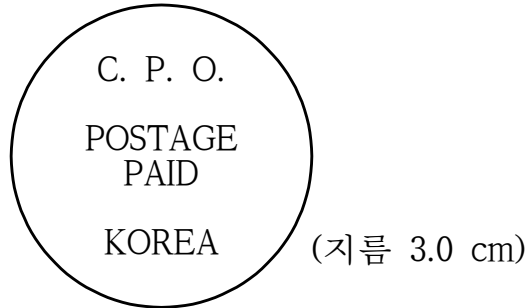 C. P. O.
POSTAGE
PAID
KOREA
(지름 3.0 cm)